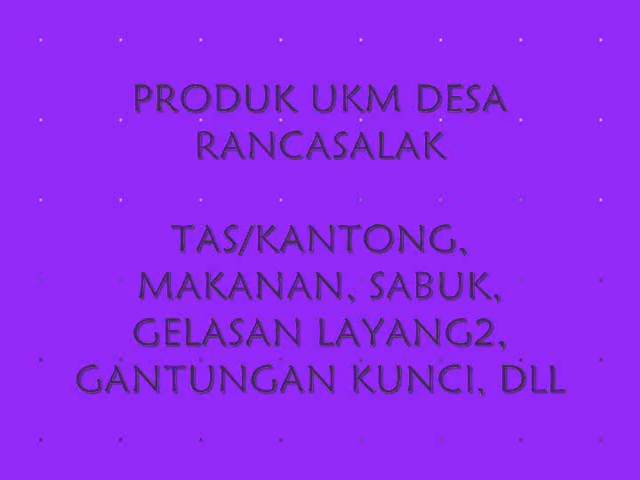 PRODUK UKM DESA
RANCASALAK
TAS/KANTONG,
MAKANAN, SABUK,
GELASAN LAYANG2,
GANTUNGAN KUNCI, DLL